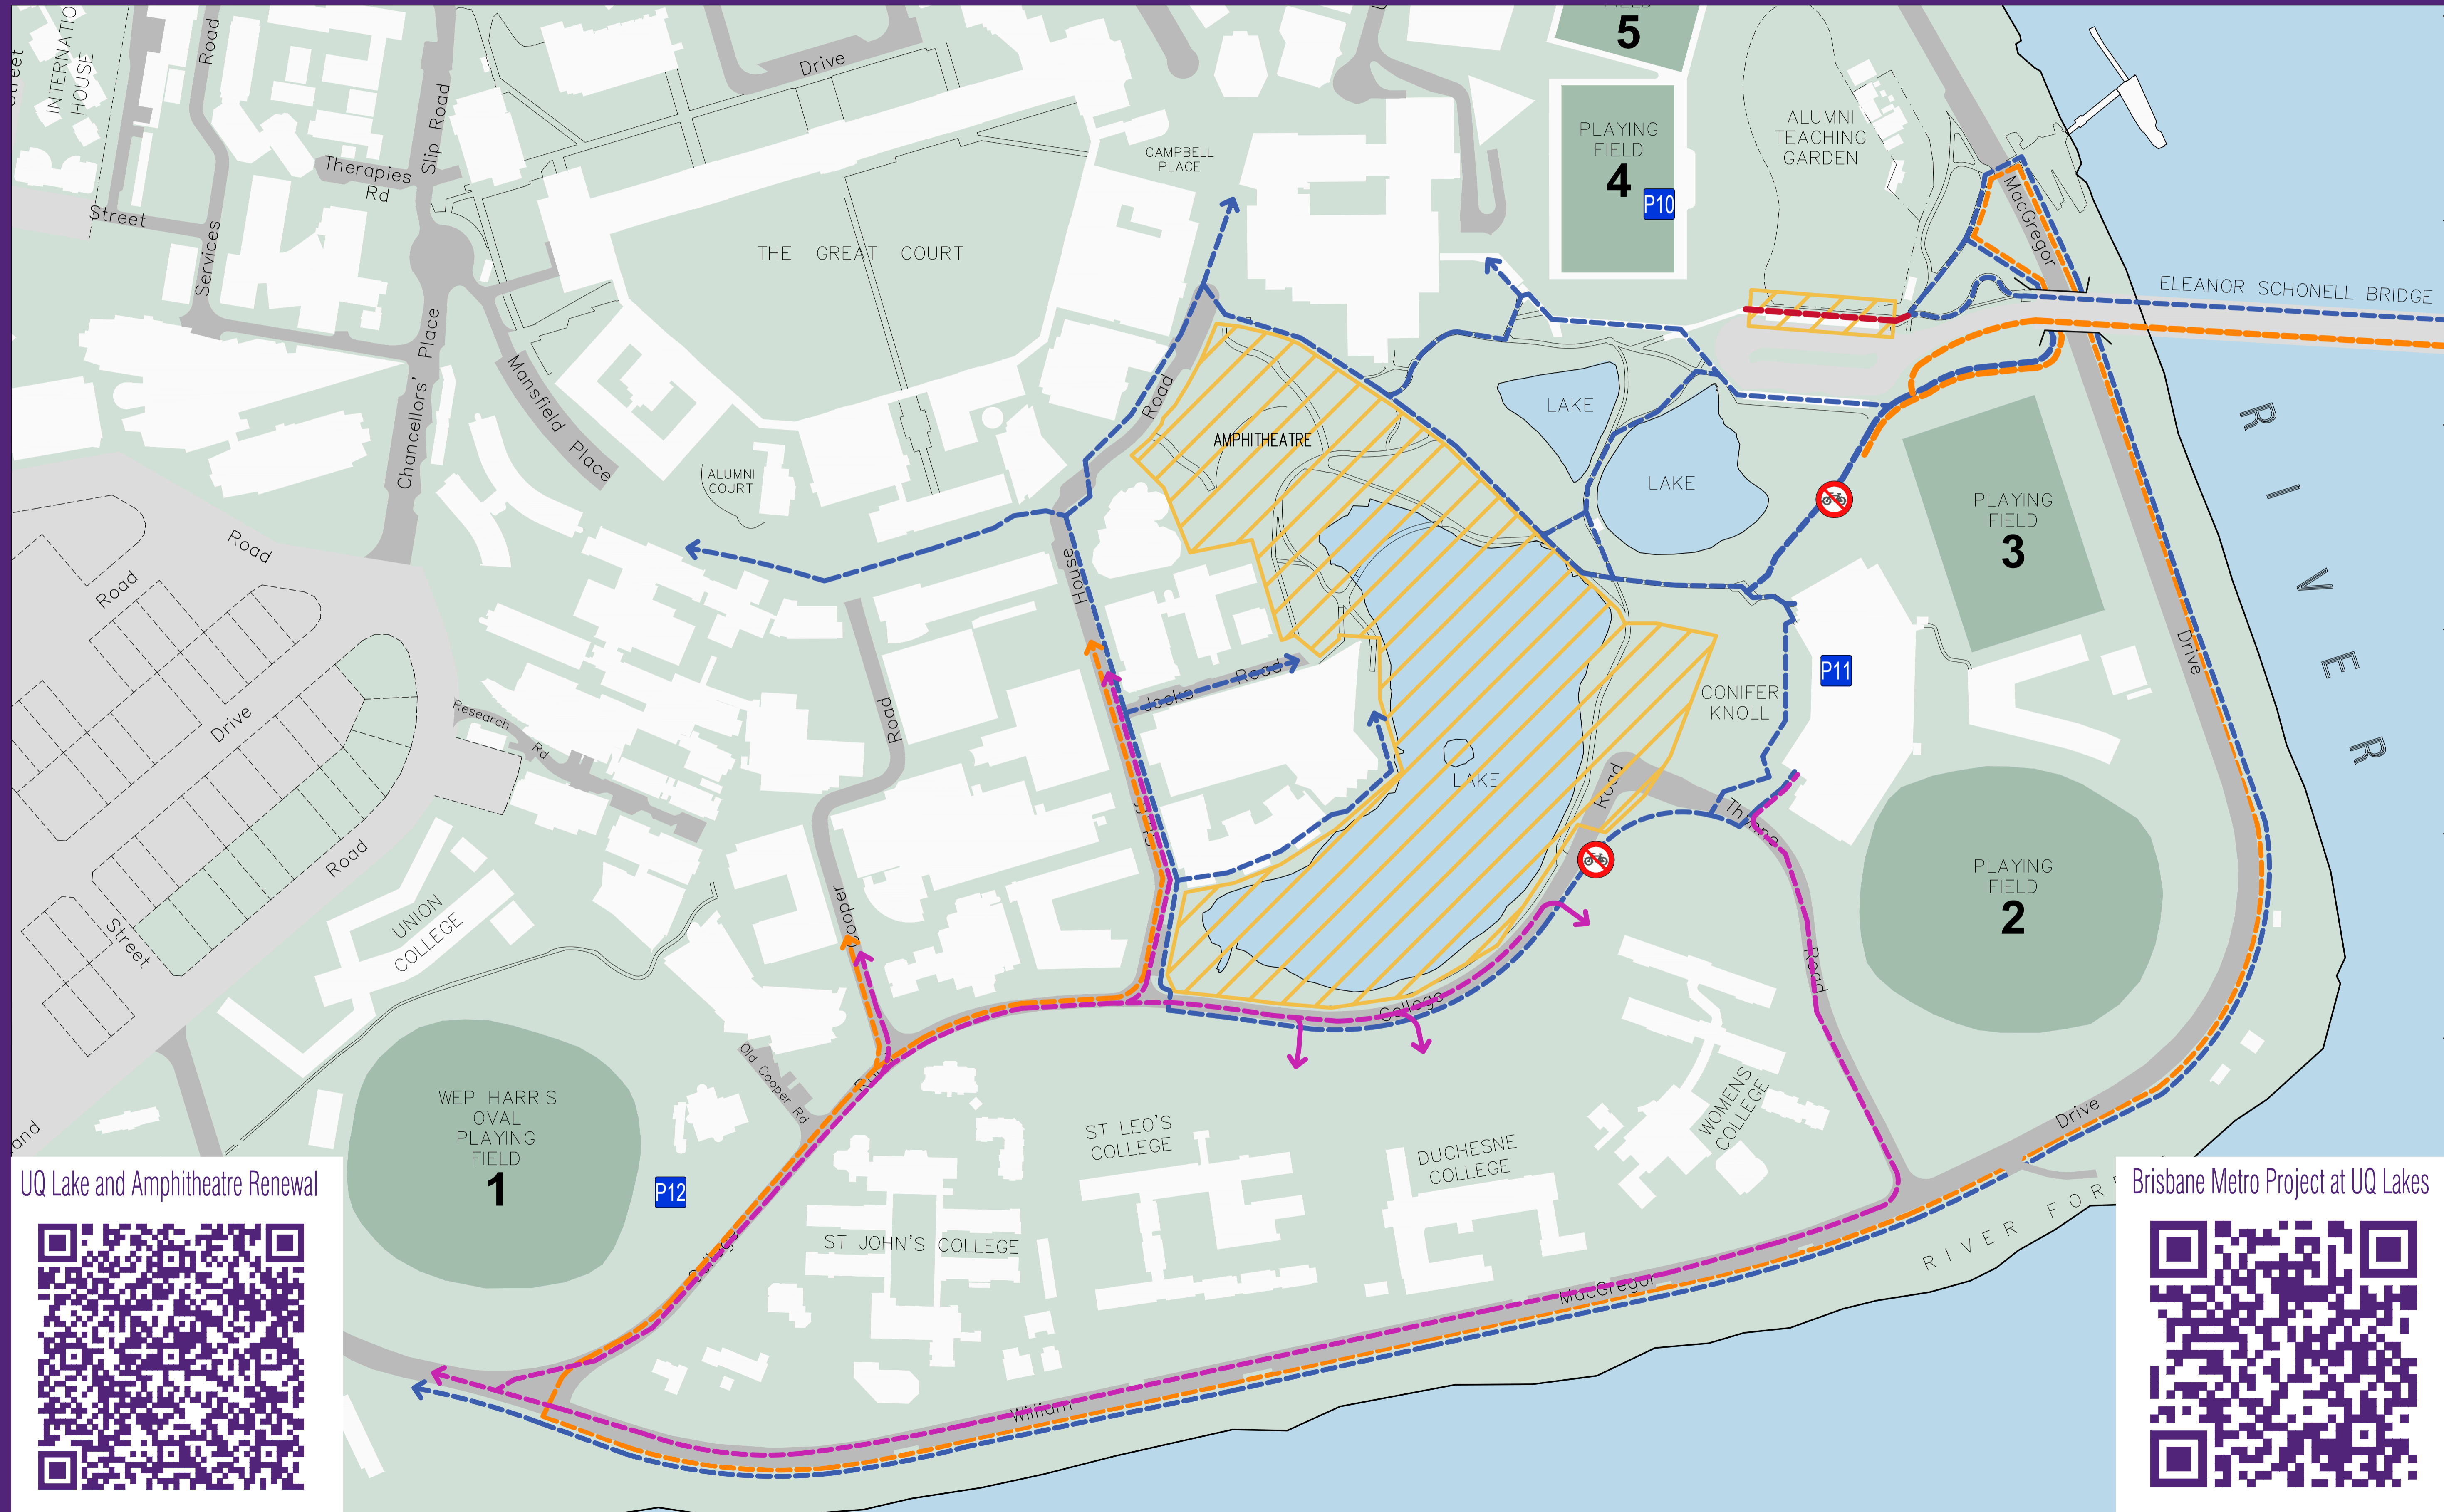 INTERNATIO
HOUSE
Street
Road
Slip Road
Therapies
Rd
Street
Services
Chancellors' Place
Mansfield Place
Drive
CAMPBELL
PLACE
THE GREAT COURT
ALUMNI
COURT
AMPHITHEATRE
Road
House
5
PLAYING
FIELD
4
P10
ALUMNI
TEACHING
GARDEN
MacGregor
ELEANOR SCHONELL BRIDGE
RIVER
LAKE
LAKE
PLAYING
FIELD
3
Drive
Road
Road
Drive
Road
Street
Research
Rd
Road
Cooper
Jocks Road
LAKE
CONIFER
KNOLL
P11
Road
Thynne
Road
PLAYING
FIELD
2
UNION
COLLEGE
Old Cooper Rd
Road
College
College
WEP HARRIS
OVAL
PLAYING
FIELD
1
P12
ST JOHN'S COLLEGE
ST LEO'S
COLLEGE
DUCHESNE
COLLEGE
WOMENS
COLLEGE
William
MacGregor
Drive
RIVER
UQ Lake and Amphitheatre Renewal
Brisbane Metro Project at UQ Lakes